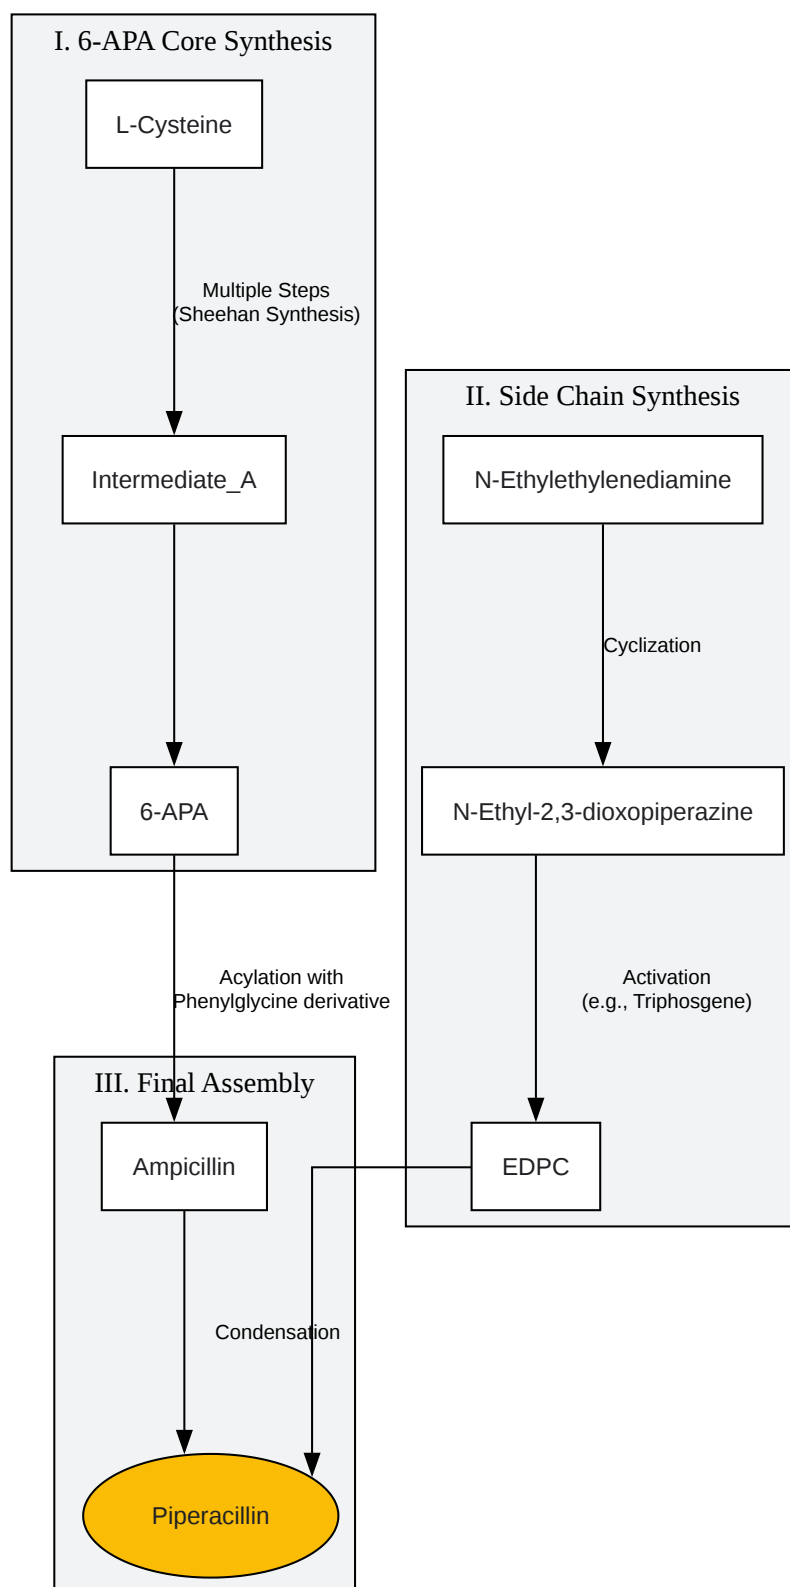 I. 6-APA Core Synthesis
L-Cysteine
Multiple Steps
(Sheehan Synthesis)
Intermediate_A
6-APA
Acylation with
Phenylglycine derivative
II. Side Chain Synthesis
N-Ethylethylenediamine
Cyclization
N-Ethyl-2,3-dioxopiperazine
Activation
(e.g., Triphosgene)
EDPC
III. Final Assembly
Ampicillin
Condensation
Piperacillin